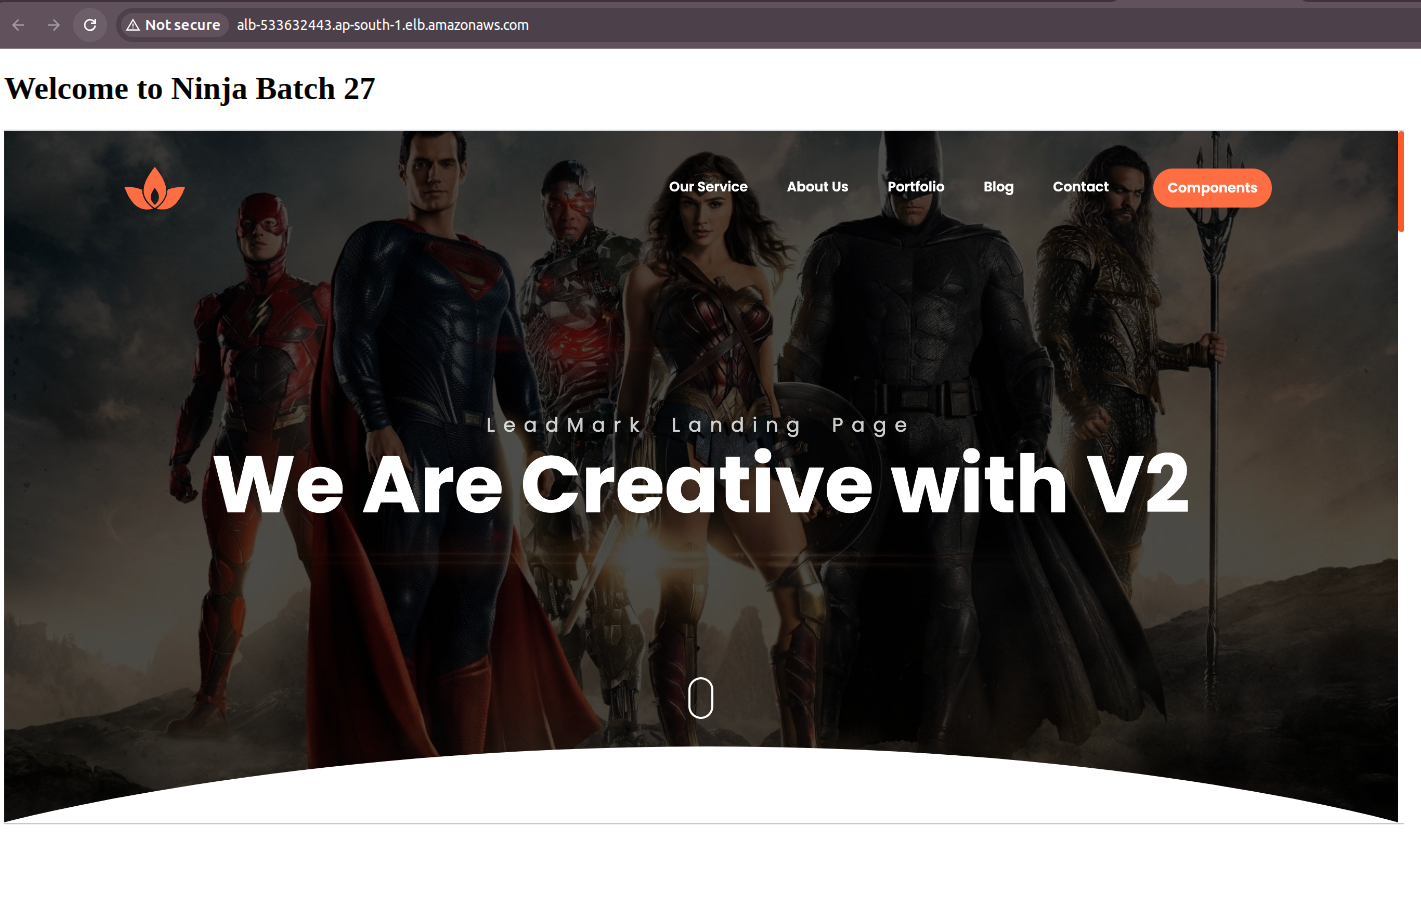 Not secure alb-533632443.ap-south-1.elb.amazonaws.com
Welcome to Ninja Batch 27
Our Service About Us Portfolio Blog Contact Components
LeadMark Landing Page
We Are Creative with V2